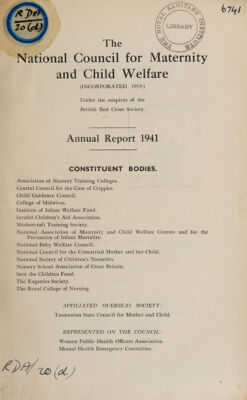 RDA
20(d)
6741
THE ROYAL SANITARY INSTITUTE
LIBRARY
The
National Council for Maternity
and Child Welfare
(INCORPORATED 1919.)
Under the auspices of the
British Red Cross Society.
Annual Report 1941
CONSTITUENT BODIES.
Association of Nursery Training Colleges.
Central Council for the Care of Cripples.
Child Guidance Council.
College of Midwives.
Institute of Infant Welfare Fund.
Invalid Children's Aid Association.
Mothercraft Training Society.
National Association of Maternity and Child Welfare Centres and for the
Prevention of Infant Mortality.
National Baby Welfare Council.
National Council for the Unmarried Mother and her Child.
National Society of Children's Nurseries.
Nursery School Association of Great Britain.
Save the Children Fund.
The Eugenics Society.
The Royal College of Nursing.
AFFILIATED OVERSEAS SOCIETY:
Tasmanian State Council for Mother and Child.
REPRESENTED ON THE COUNCIL:
Women Public Health Officers Association.
Mental Health Emergency Committee.
RDA/20(d)